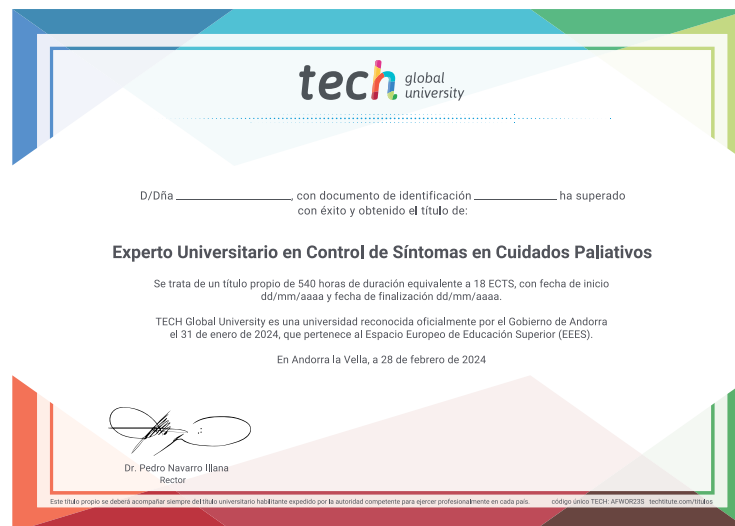 tech global university
D/Dña ____________________, con documento de identificación ______________ ha superado
con éxito y obtenido el título de:
Experto Universitario en Control de Síntomas en Cuidados Paliativos
Se trata de un título propio de 540 horas de duración equivalente a 18 ECTS, con fecha de inicio
dd/mm/aaaa y fecha de finalización dd/mm/aaaa.
TECH Global University es una universidad reconocida oficialmente por el Gobierno de Andorra
el 31 de enero de 2024, que pertenece al Espacio Europeo de Educación Superior (EEES).
En Andorra la Vella, a 28 de febrero de 2024
Dr. Pedro Navarro Illana
Rector
Este título propio se deberá acompañar siempre del título universitario habilitante expedido por la autoridad competente para ejercer profesionalmente en cada país. código único TECH: AFWOR23S techtitute.com/titulos